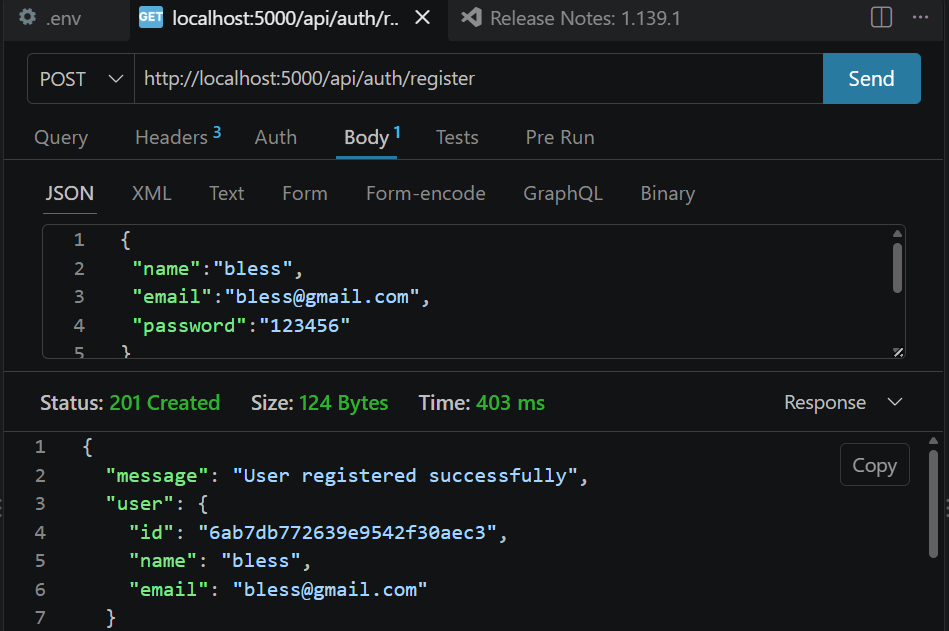 .env
GET localhost:5000/api/auth/r..
Release Notes: 1.139.1
POST http://localhost:5000/api/auth/register Send
Query Headers 3 Auth Body 1 Tests Pre Run
JSON XML Text Form Form-encode GraphQL Binary
1 {
2 "name":"bless",
3 "email":"bless@gmail.com",
4 "password":"123456"
5 }
Status: 201 Created Size: 124 Bytes Time: 403 ms Response
1 {
Copy
2 "message": "User registered successfully",
3 "user": {
4 "id": "6ab7db772639e9542f30aec3",
5 "name": "bless",
6 "email": "bless@gmail.com"
7 }